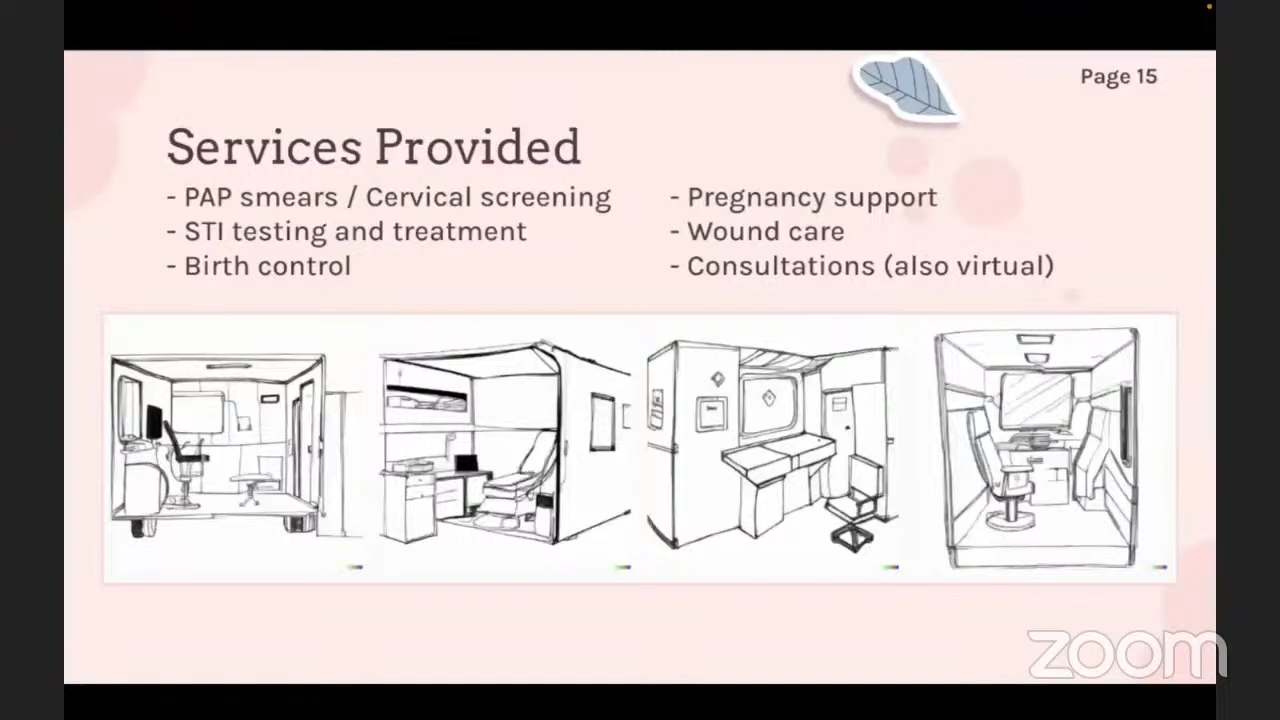 Page 15
Services Provided
- PAP smears / Cervical screening
- STI testing and treatment
- Birth control
- Pregnancy support
- Wound care
- Consultations (also virtual)
zoom